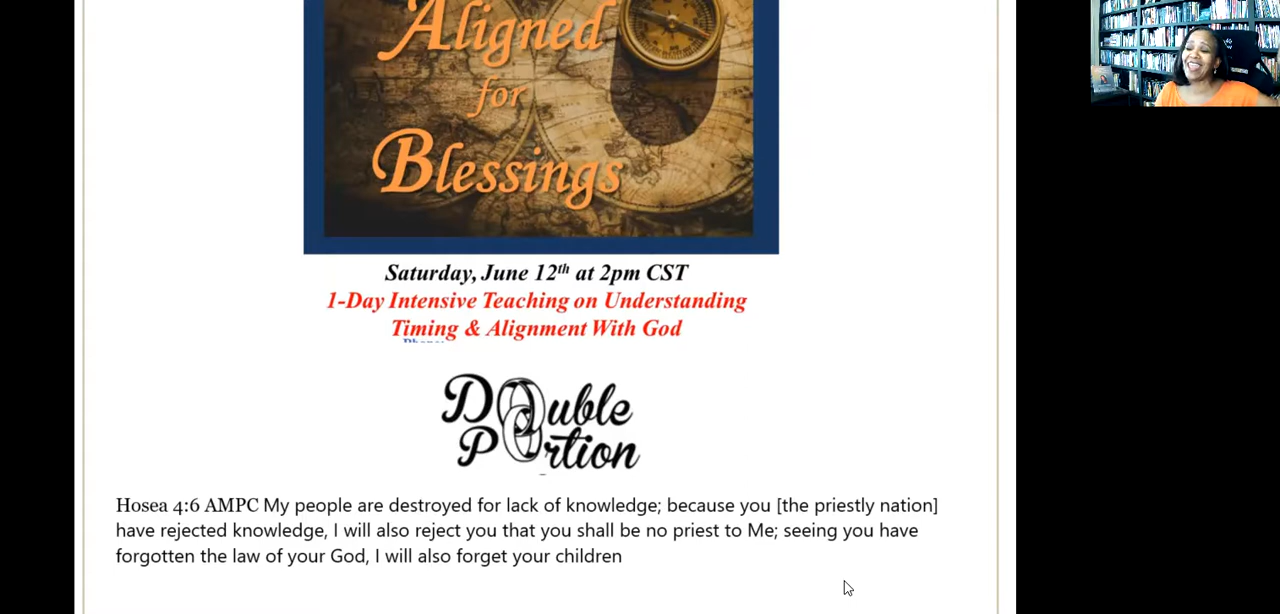 Aligned
for
Blessings
Saturday, June 12th at 2pm CST
1-Day Intensive Teaching on Understanding
Timing & Alignment With God
Double
Portion
Hosea 4:6 AMPC My people are destroyed for lack of knowledge; because you [the priestly nation]
have rejected knowledge, I will also reject you that you shall be no priest to Me; seeing you have
forgotten the law of your God, I will also forget your children